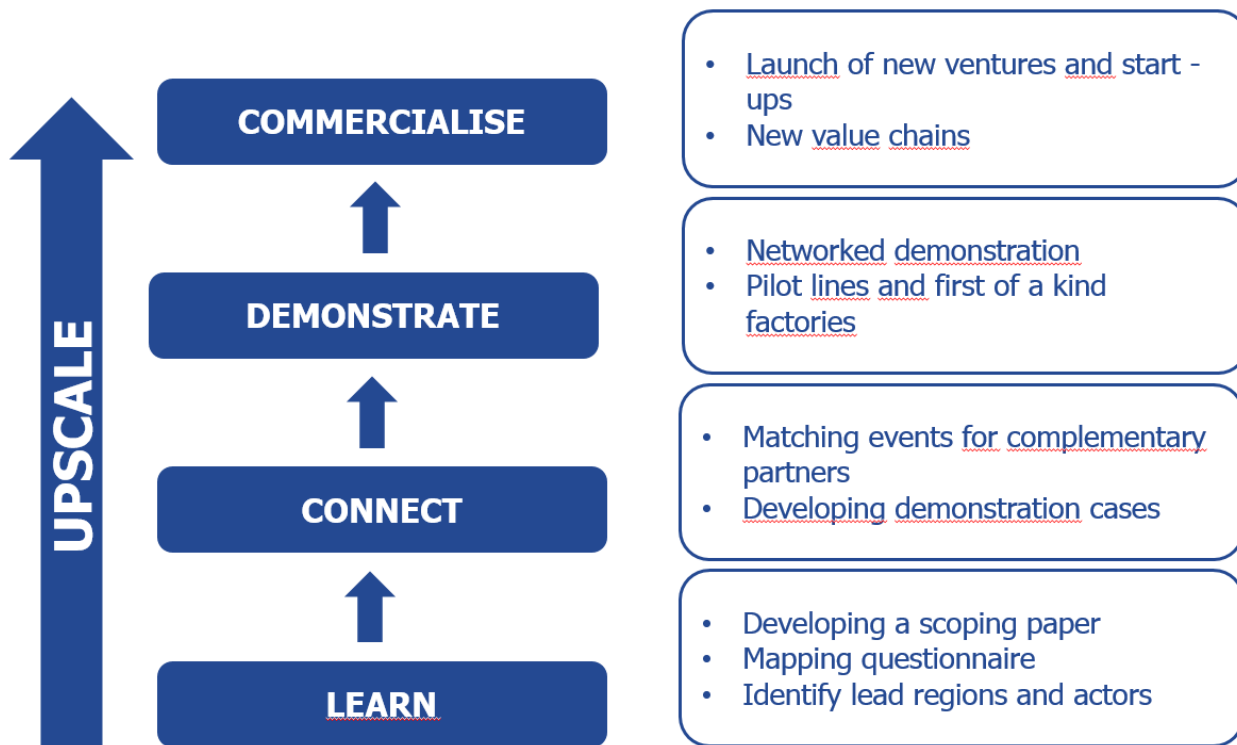 UPSCALE
COMMERCIALISE
• Launch of new ventures and start -
ups
• New value chains
DEMONSTRATE
• Networked demonstration
• Pilot lines and first of a kind
factories
CONNECT
• Matching events for complementary
partners
• Developing demonstration cases
LEARN
• Developing a scoping paper
• Mapping questionnaire
• Identify lead regions and actors